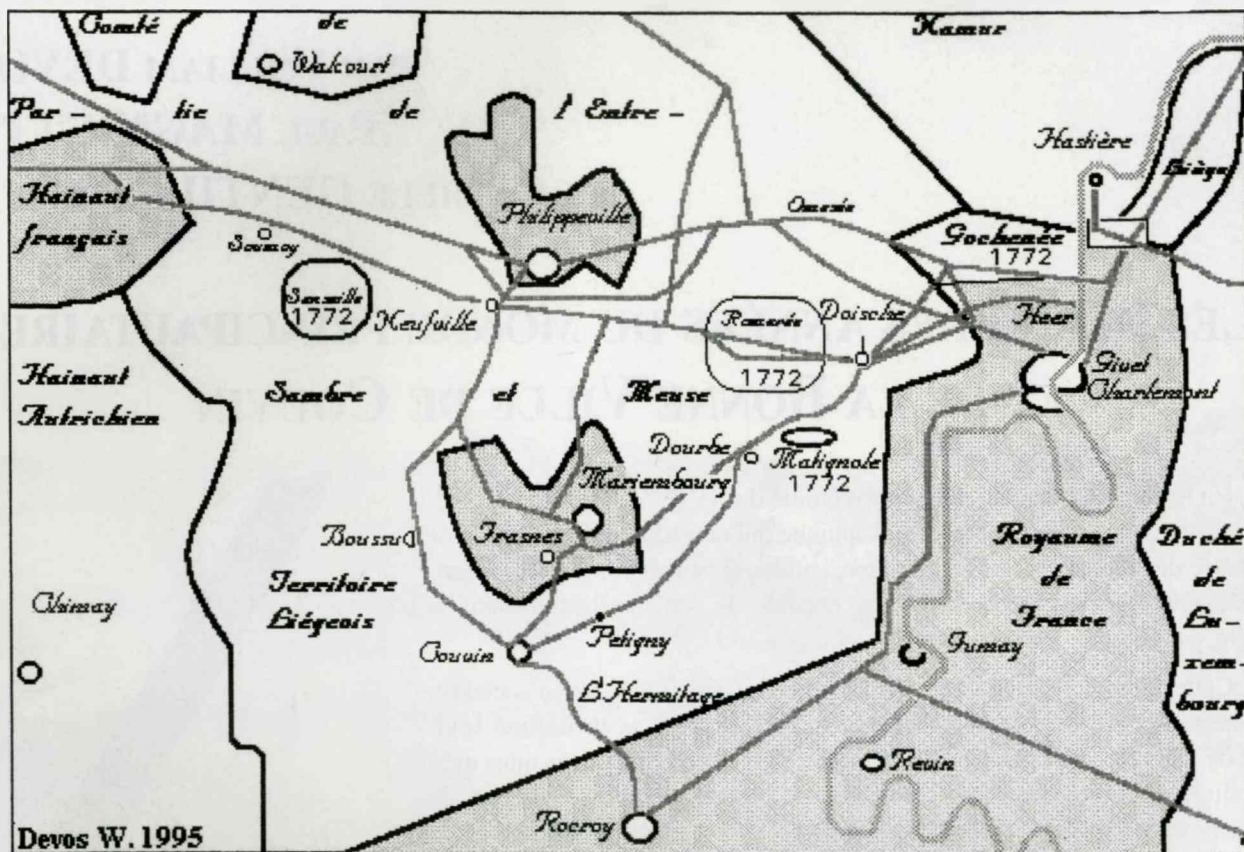 Comté de Namur
Walcourt
Par - tie de l'Entre -
Hastière
Liège
Hainaut
français
Philippeville
Omezée
Soumoy
Gochenée
1772
Senzeille
1772
Neufville
Romerée
1772
Doische
Heer
Givet
Charlemont
Hainaut
Autrichien
Sambre et Meuse
Dourbe
Matignole
1772
Mariembourg
Boussu
Frasnes
Royaume
de
France
Duché
de
Lu-
xem-
bourg
Territoire
Liégeois
Chimay
Petigny
Couvin
Fumay
L'Hermitage
Revin
Rocroy
Devos W. 1995